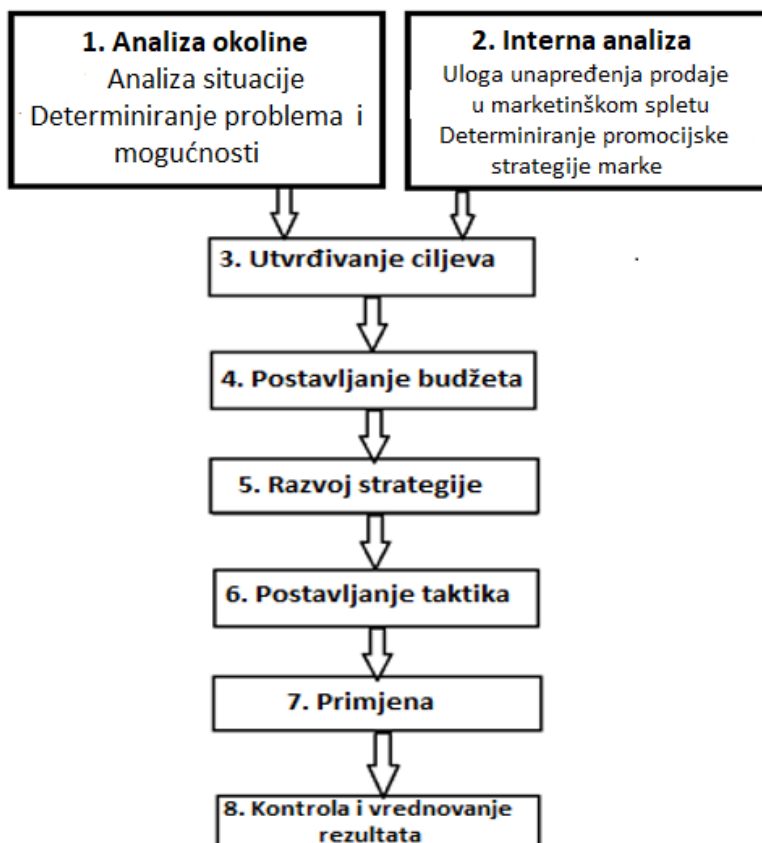 1. Analiza okoline
Analiza situacije
Determiniranje problema i
mogućnosti
2. Interna analiza
Uloga unapređenja prodaje
u marketinškom spletu
Determiniranje promocijske
strategije marke
3. Utvrđivanje ciljeva
4. Postavljanje budžeta
5. Razvoj strategije
6. Postavljanje taktika
7. Primjena
8. Kontrola i vrednovanje
rezultata